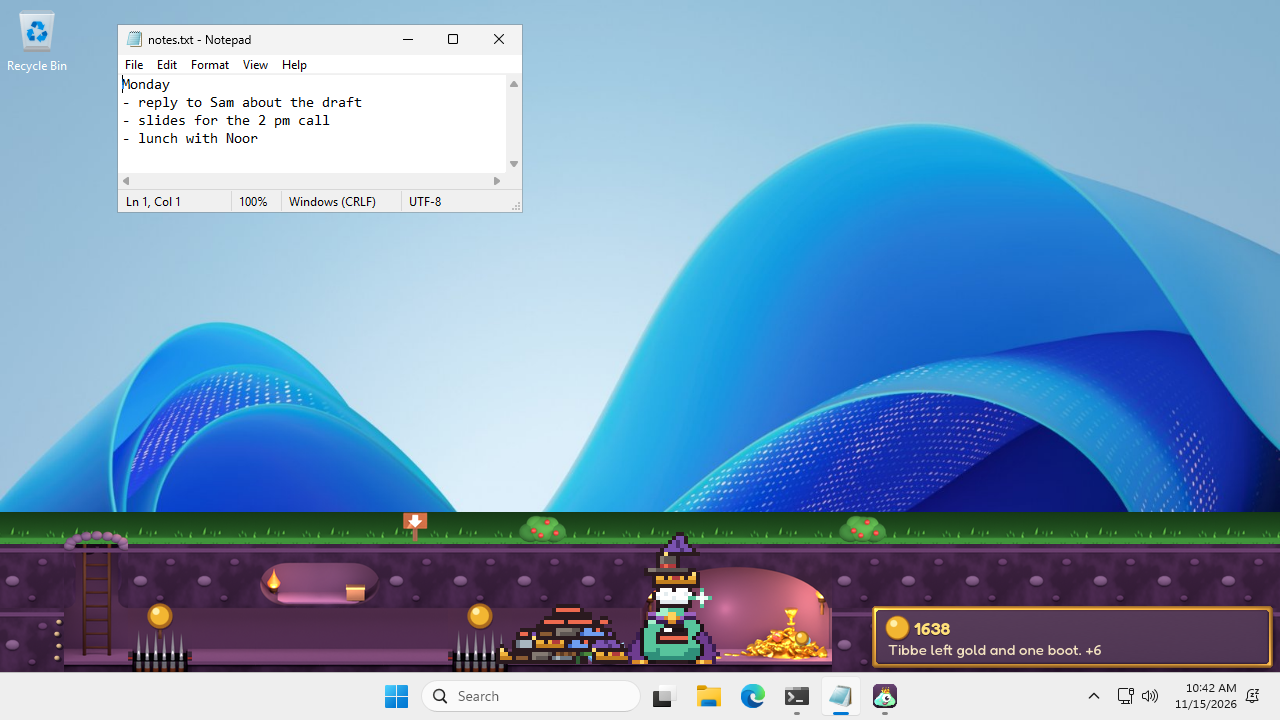 Recycle Bin
notes.txt - Notepad
File Edit Format View Help
Monday
- reply to Sam about the draft
- slides for the 2 pm call
- lunch with Noor
Ln 1, Col 1 100% Windows (CRLF) UTF-8
1638
Tibbe left gold and one boot. +6
Search
10:42 AM
11/15/2026